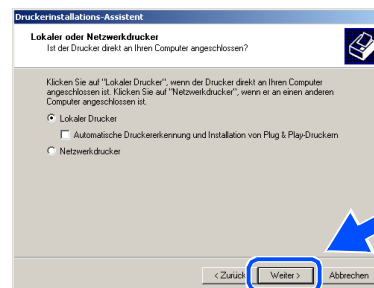 Druckerinstallations-Assistent
Lokaler oder Netzwerkdrucker
Ist der Drucker direkt an Ihren Computer angeschlossen?
Klicken Sie auf "Lokaler Drucker", wenn der Drucker direkt an Ihren Computer
angeschlossen ist. Klicken Sie auf "Netzwerkdrucker", wenn er an einen anderen
Computer angeschlossen ist.
Lokaler Drucker
Automatische Druckererkennung und Installation von Plug & Play-Druckern
Netzwerkdrucker
< Zurück Weiter > Abbrechen